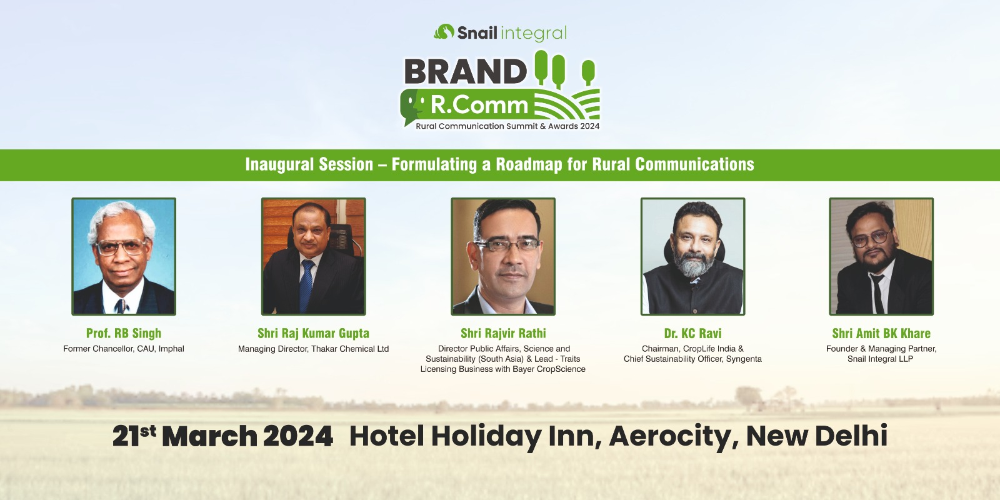 Snail integral
BRAND
R.Comm
Rural Communication Summit & Awards 2024
Inaugural Session – Formulating a Roadmap for Rural Communications
Prof. RB Singh
Former Chancellor, CAU, Imphal
Shri Raj Kumar Gupta
Managing Director, Thakar Chemical Ltd
Shri Rajvir Rathi
Director Public Affairs, Science and
Sustainability (South Asia) & Lead - Traits
Licensing Business with Bayer CropScience
Dr. KC Ravi
Chairman, CropLife India &
Chief Sustainability Officer, Syngenta
Shri Amit BK Khare
Founder & Managing Partner,
Snail Integral LLP
21st March 2024 Hotel Holiday Inn, Aerocity, New Delhi